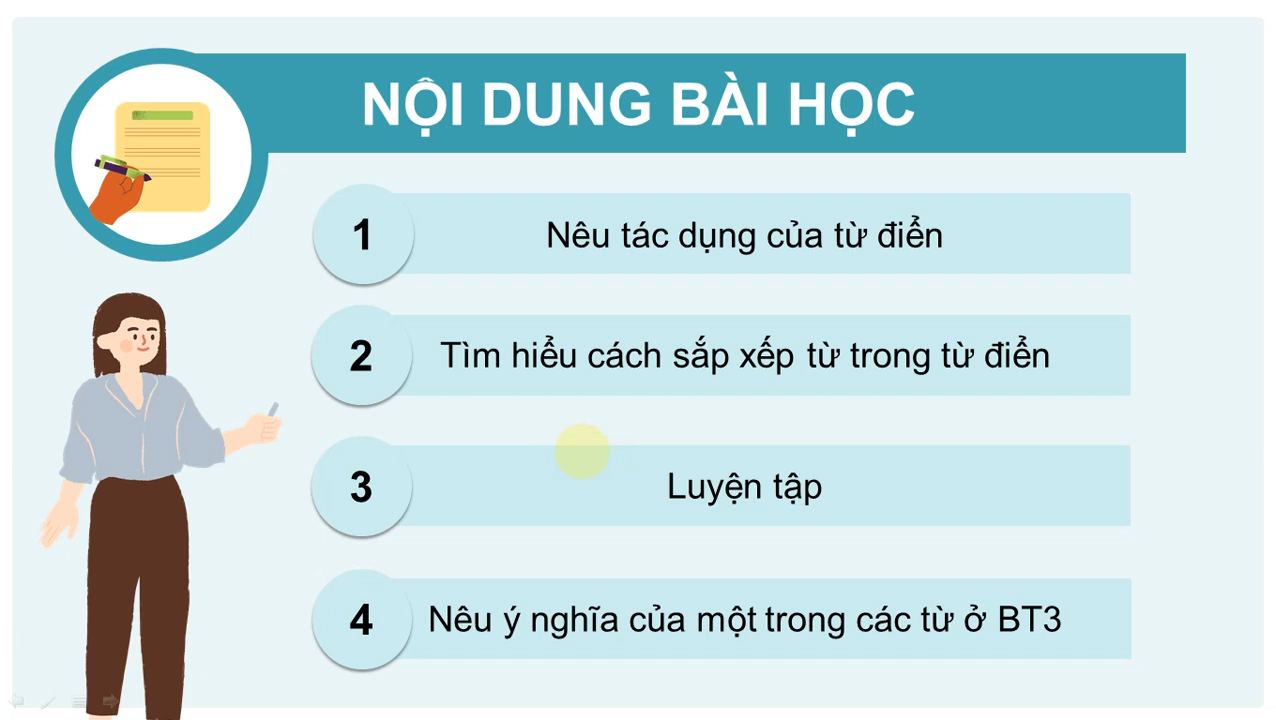 NỘI DUNG BÀI HỌC
1 Nêu tác dụng của từ điển
2 Tìm hiểu cách sắp xếp từ trong từ điển
3 Luyện tập
4 Nêu ý nghĩa của một trong các từ ở BT3